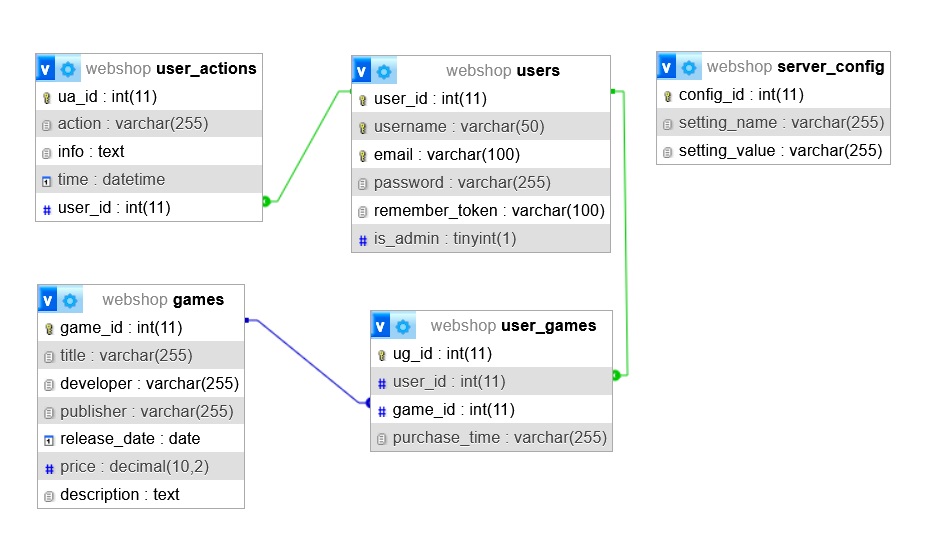 v webshop user_actions
ua_id : int(11)
action : varchar(255)
info : text
time : datetime
# user_id : int(11)
v webshop users
user_id : int(11)
username : varchar(50)
email : varchar(100)
password : varchar(255)
remember_token : varchar(100)
# is_admin : tinyint(1)
v webshop server_config
config_id : int(11)
setting_name : varchar(255)
setting_value : varchar(255)
v webshop games
game_id : int(11)
title : varchar(255)
developer : varchar(255)
publisher : varchar(255)
release_date : date
# price : decimal(10,2)
description : text
v webshop user_games
ug_id : int(11)
# user_id : int(11)
# game_id : int(11)
purchase_time : varchar(255)